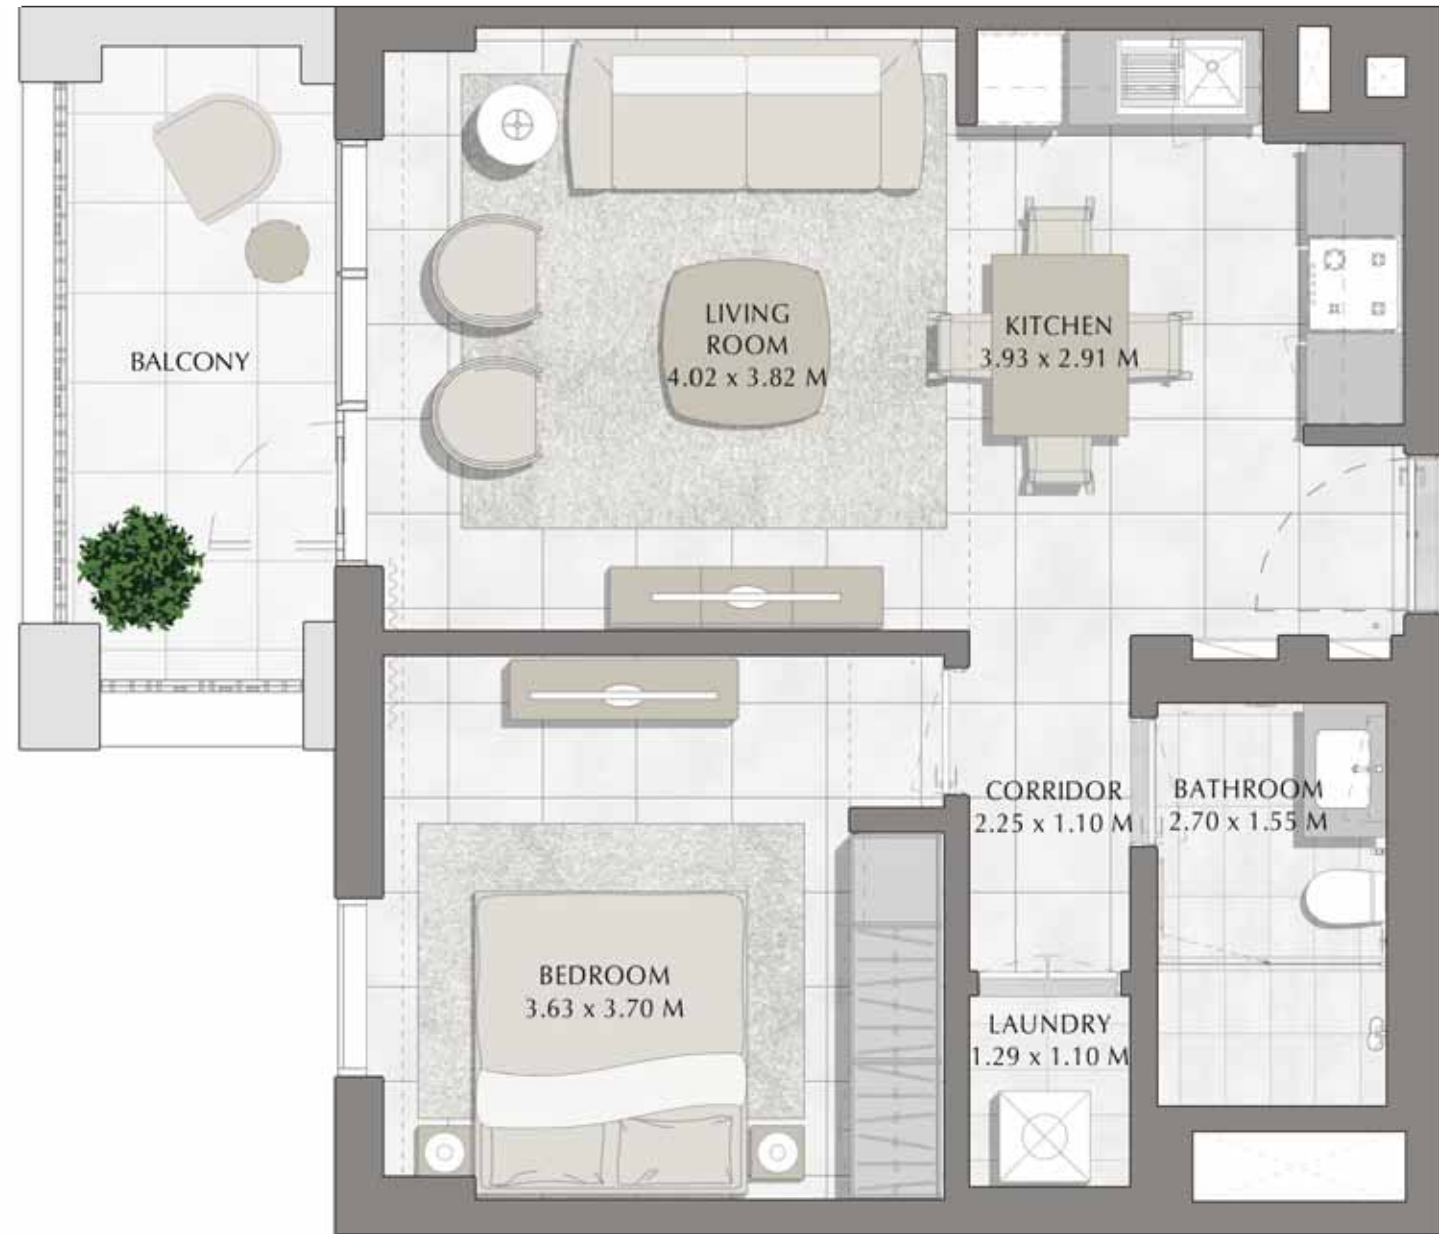 LIVING
ROOM
4.02 x 3.82 M
KITCHEN
3.93 x 2.91 M
BALCONY
CORRIDOR
2.25 x 1.10 M
BATHROOM
2.70 x 1.55 M
BEDROOM
3.63 x 3.70 M
LAUNDRY
1.29 x 1.10 M